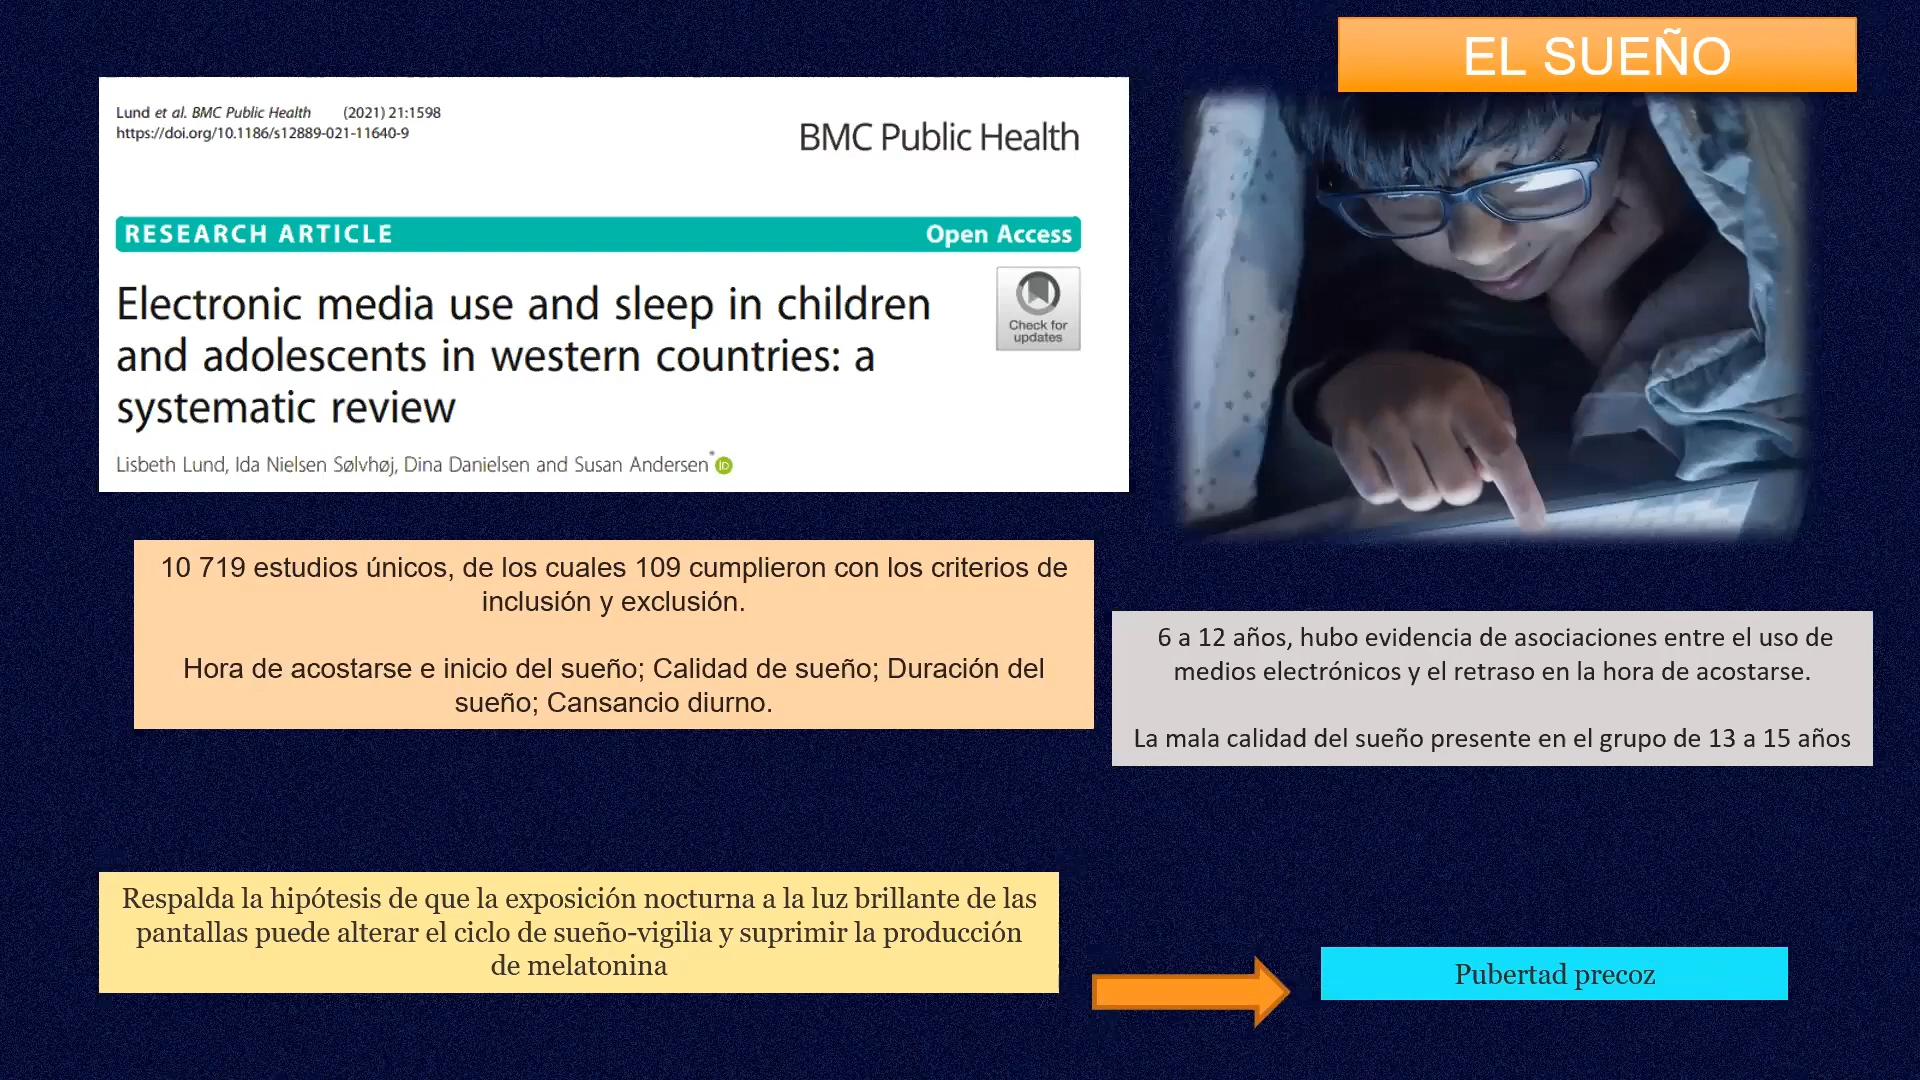 EL SUEÑO
Lund et al. BMC Public Health (2021) 21:1598
https://doi.org/10.1186/s12889-021-11640-9
BMC Public Health
RESEARCH ARTICLE Open Access
Electronic media use and sleep in children
and adolescents in western countries: a
systematic review
Check for
updates
Lisbeth Lund, Ida Nielsen Sølvhøj, Dina Danielsen and Susan Andersen* iD
10 719 estudios únicos, de los cuales 109 cumplieron con los criterios de
inclusión y exclusión.
Hora de acostarse e inicio del sueño; Calidad de sueño; Duración del
sueño; Cansancio diurno.
6 a 12 años, hubo evidencia de asociaciones entre el uso de
medios electrónicos y el retraso en la hora de acostarse.
La mala calidad del sueño presente en el grupo de 13 a 15 años
Respalda la hipótesis de que la exposición nocturna a la luz brillante de las
pantallas puede alterar el ciclo de sueño-vigilia y suprimir la producción
de melatonina
Pubertad precoz